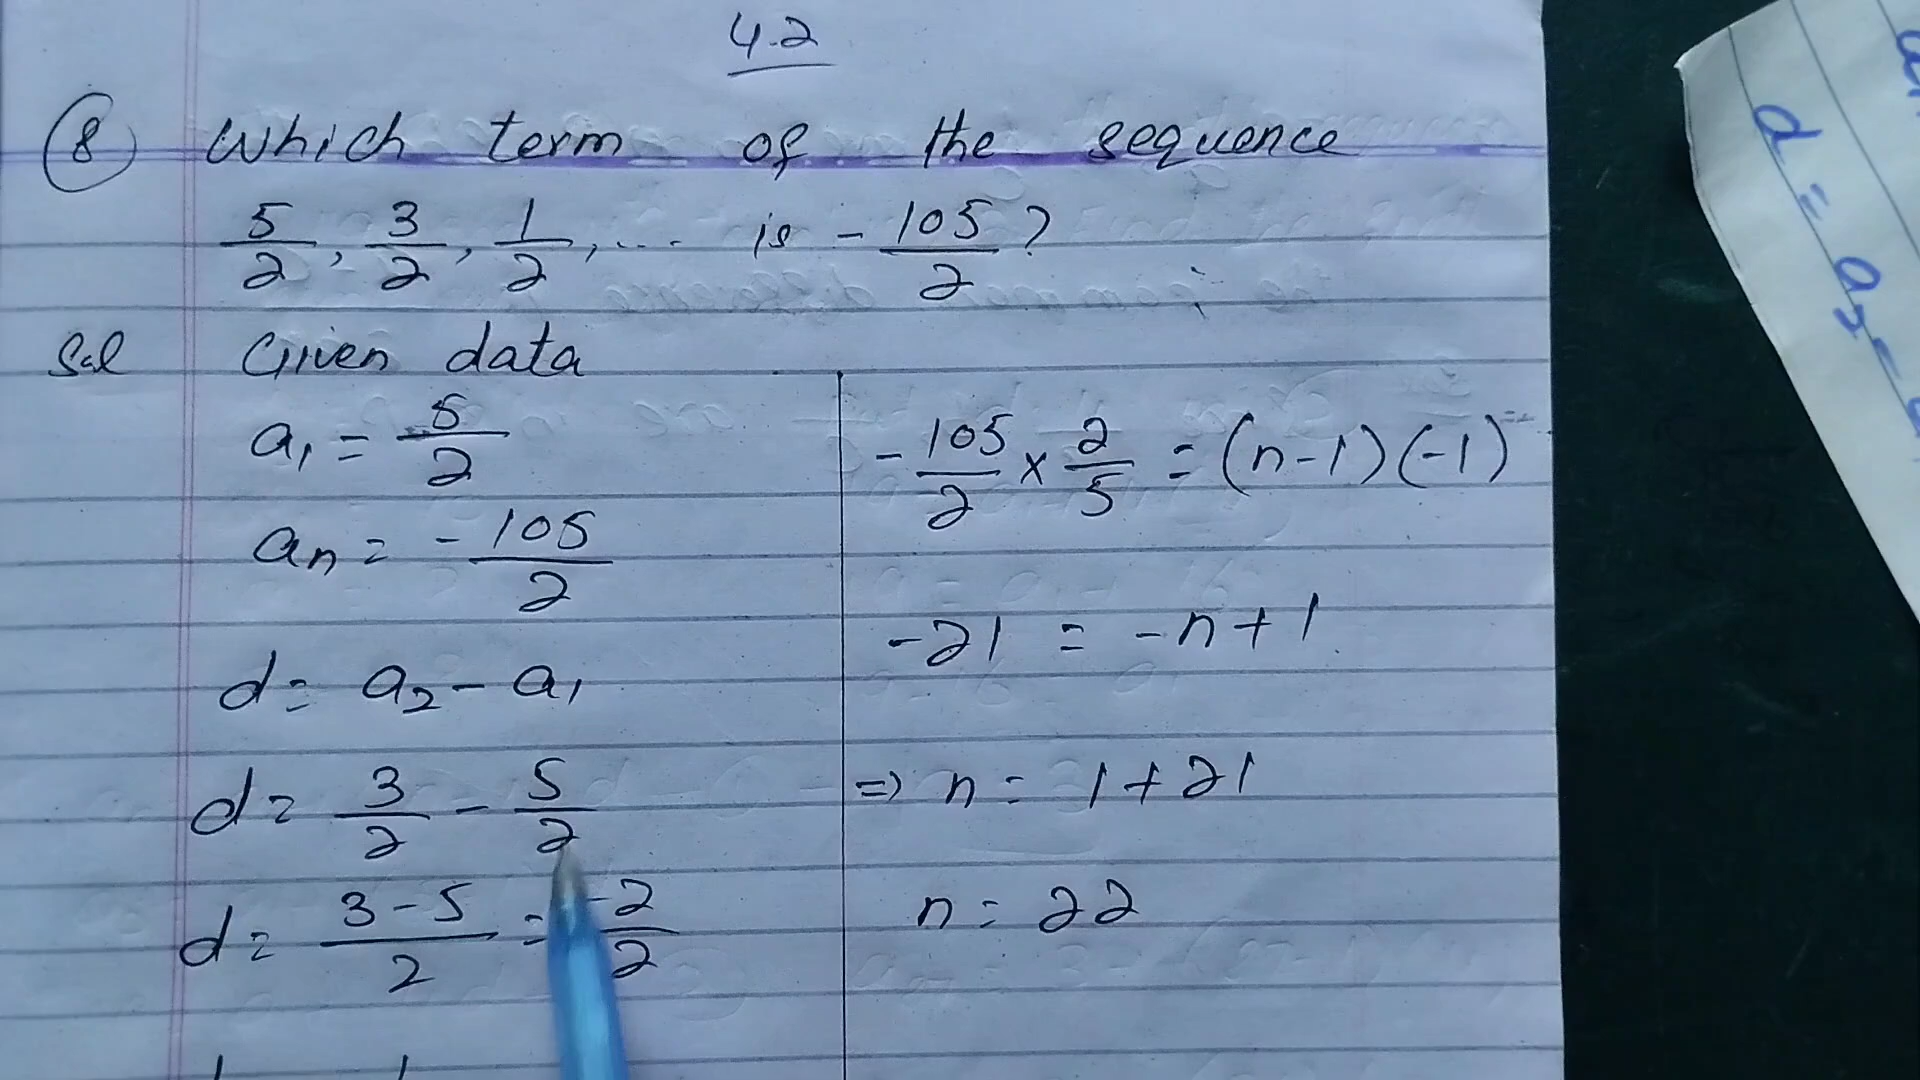 4.2
8 Which term of the sequence
5/2, 3/2, 1/2, .... is - 105/2 ?
Sol Given data
a₁ = 5/2
an = - 105/2
d = a₂ - a₁
d = 3/2 - 5/2
d = (3-5)/2 = -2/2
- 105/2 × 2/5 = (n-1)(-1)
-21 = -n+1
=> n = 1+21
n = 22
d =